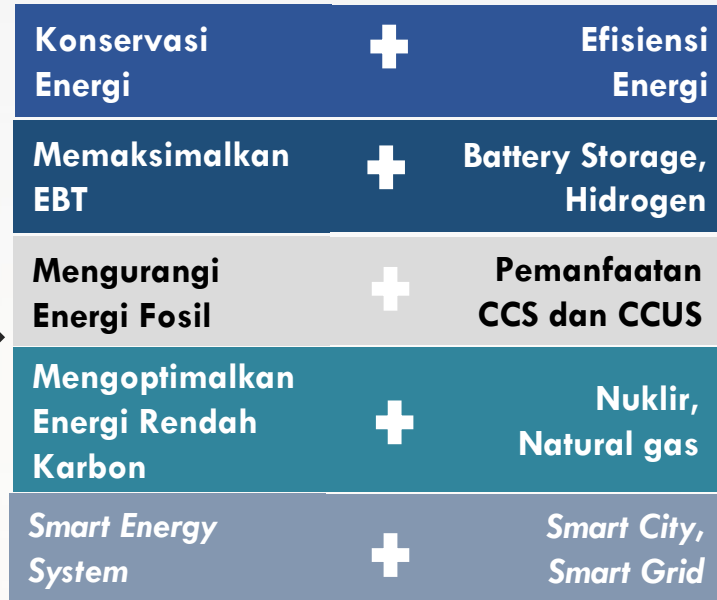 Konservasi
Energi
Efisiensi
Energi
Memaksimalkan
EBT
Battery Storage,
Hidrogen
Mengurangi
Energi Fosil
Pemanfaatan
CCS dan CCUS
Mengoptimalkan
Energi Rendah
Karbon
Nuklir,
Natural gas
Smart Energy
System
Smart City,
Smart Grid